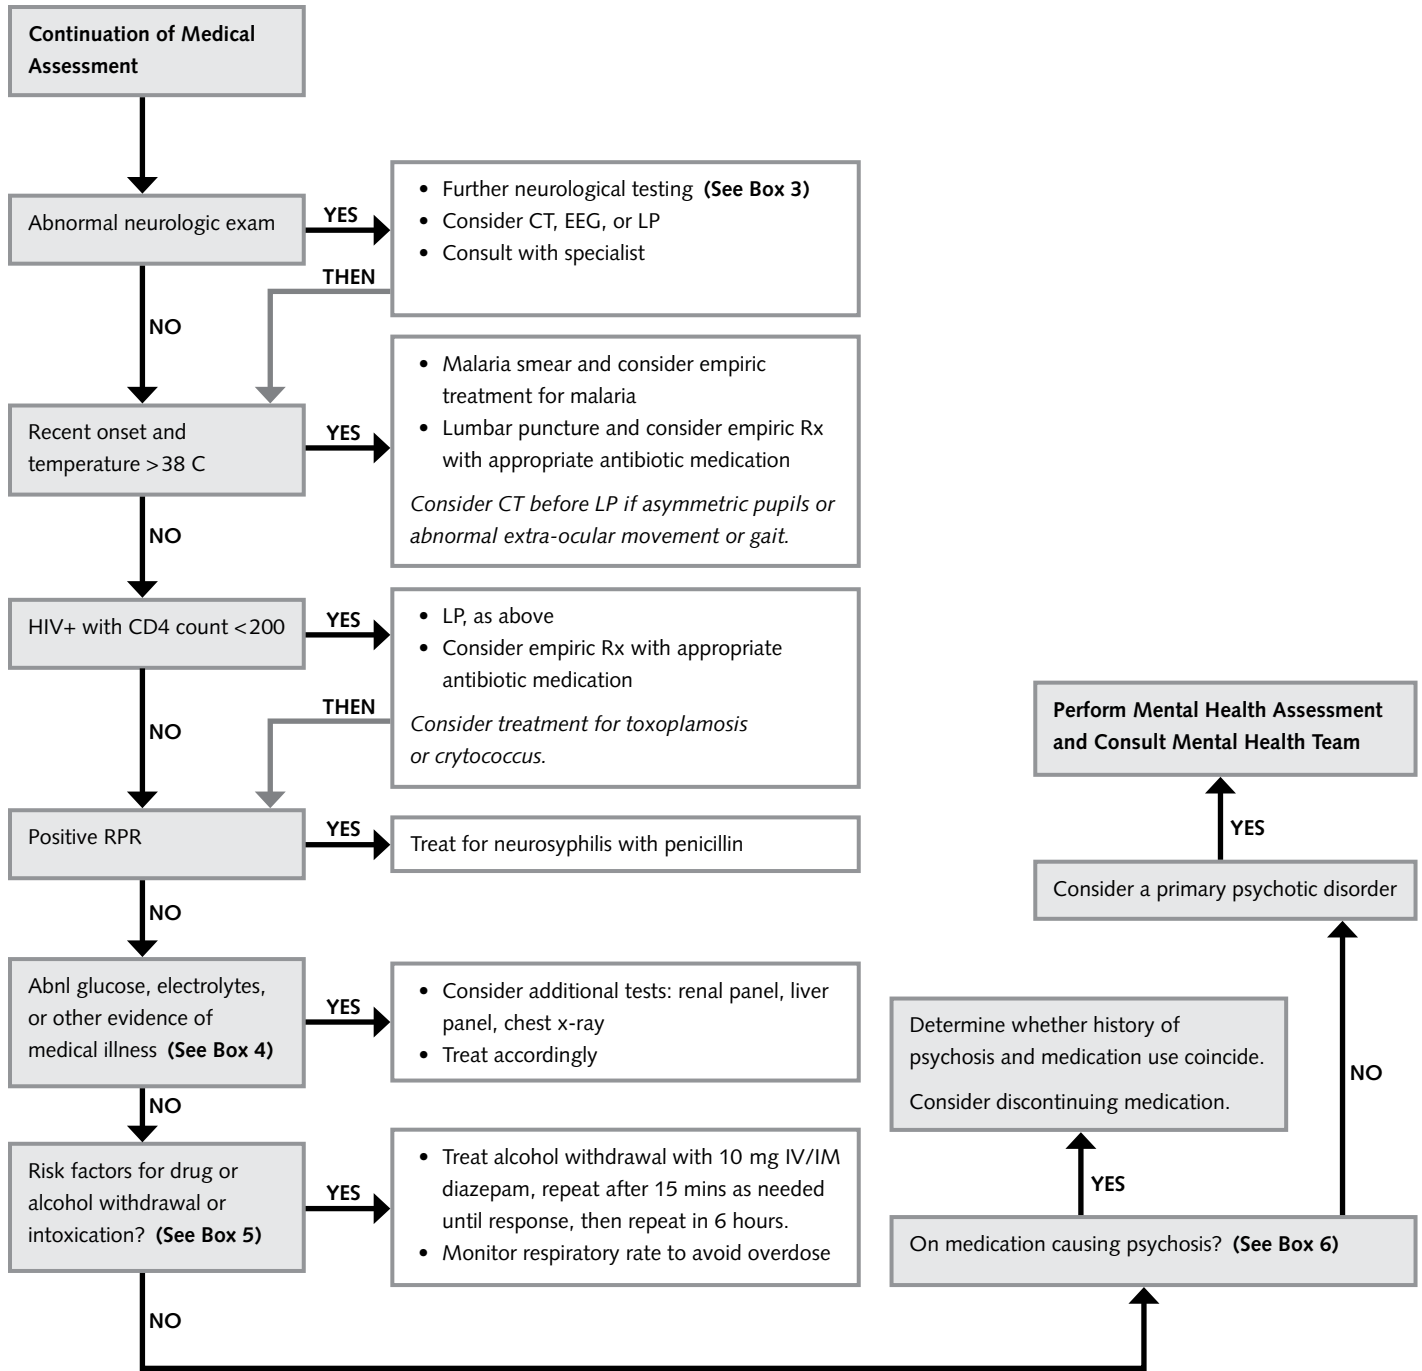 Continuation of Medical
Assessment
Abnormal neurologic exam
YES
• Further neurological testing (See Box 3)
• Consider CT, EEG, or LP
• Consult with specialist
THEN
NO
Recent onset and
temperature >38 C
YES
• Malaria smear and consider empiric
treatment for malaria
• Lumbar puncture and consider empiric Rx
with appropriate antibiotic medication
Consider CT before LP if asymmetric pupils or
abnormal extra-ocular movement or gait.
NO
HIV+ with CD4 count <200
YES
• LP, as above
• Consider empiric Rx with appropriate
antibiotic medication
Consider treatment for toxoplamosis
or crytococcus.
THEN
NO
Positive RPR
YES
Treat for neurosyphilis with penicillin
NO
Abnl glucose, electrolytes,
or other evidence of
medical illness (See Box 4)
YES
• Consider additional tests: renal panel, liver
panel, chest x-ray
• Treat accordingly
NO
Risk factors for drug or
alcohol withdrawal or
intoxication? (See Box 5)
YES
• Treat alcohol withdrawal with 10 mg IV/IM
diazepam, repeat after 15 mins as needed
until response, then repeat in 6 hours.
• Monitor respiratory rate to avoid overdose
NO
On medication causing psychosis? (See Box 6)
YES
Determine whether history of
psychosis and medication use coincide.
Consider discontinuing medication.
NO
Consider a primary psychotic disorder
YES
Perform Mental Health Assessment
and Consult Mental Health Team